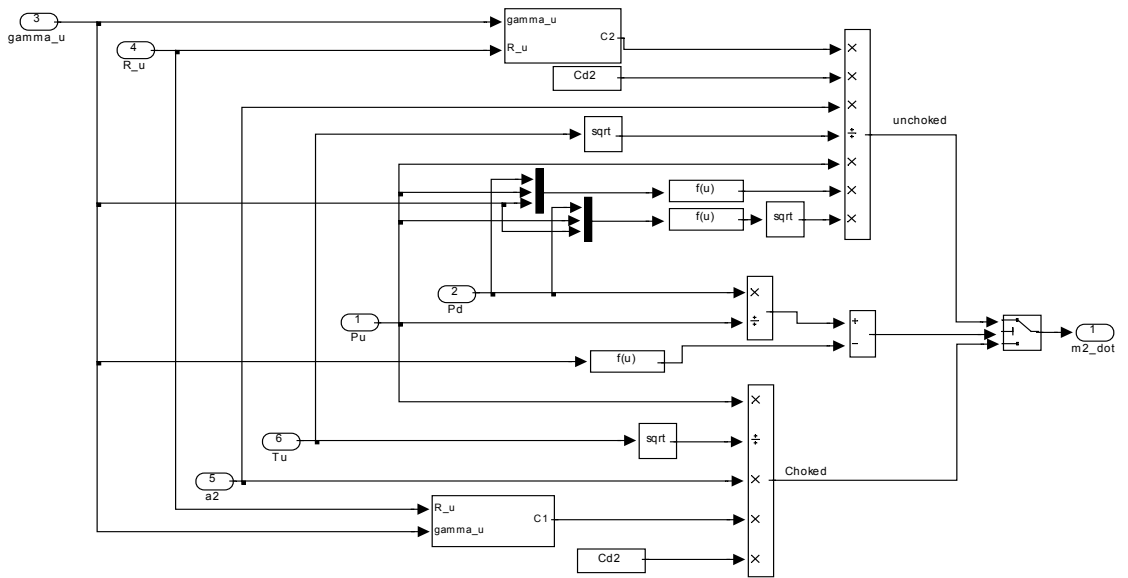 3
gamma_u
4
R_u
gamma_u
R_u
C2
Cd2
×
×
×
÷
×
×
×
unchoked
sqrt
f(u)
f(u)
sqrt
2
Pd
1
Pu
×
÷
+
−
f(u)
1
m2_dot
6
Tu
sqrt
5
a2
×
÷
×
×
×
Choked
R_u
gamma_u
C1
Cd2